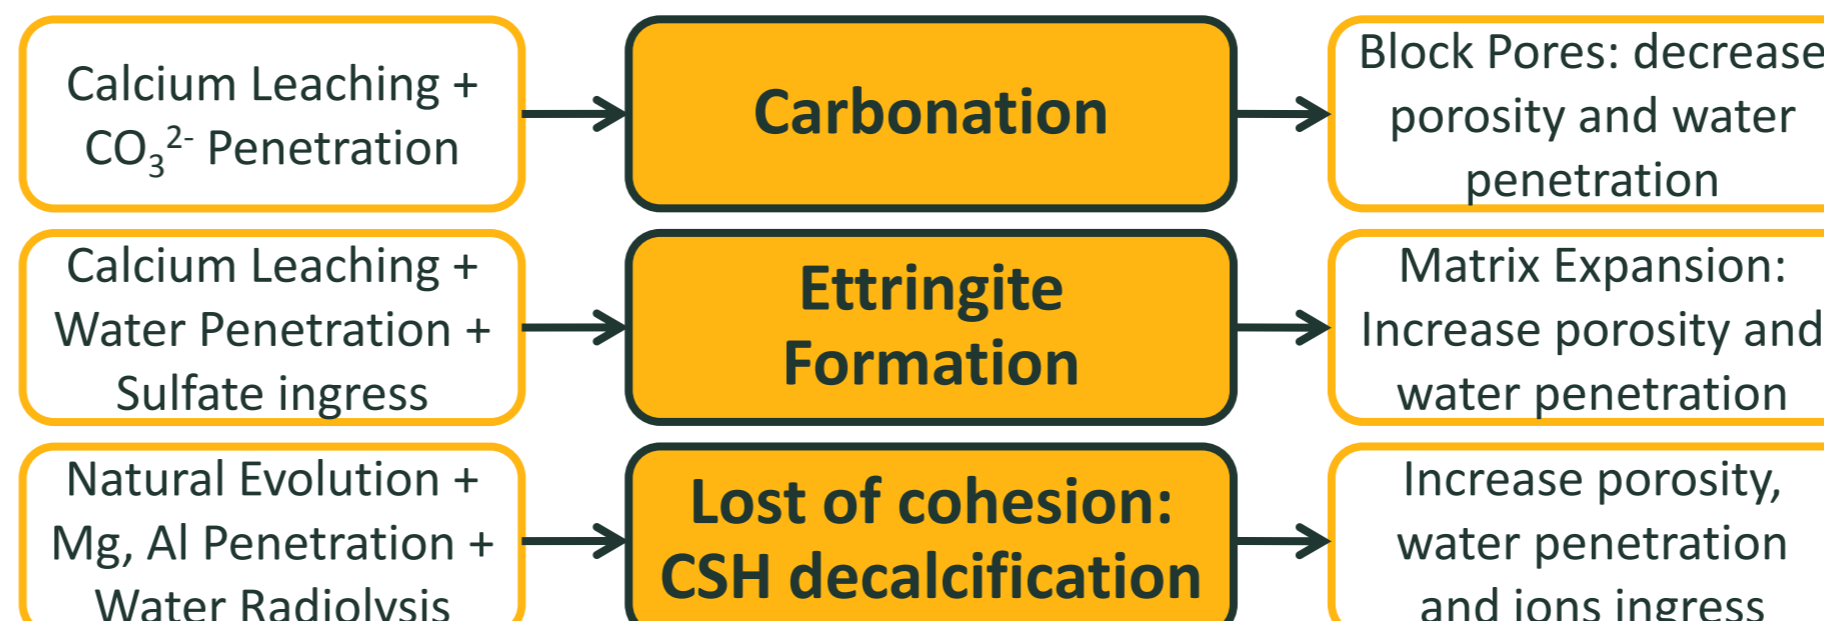 Calcium Leaching +
CO₃²⁻ Penetration
Carbonation
Block Pores: decrease
porosity and water
penetration
Calcium Leaching +
Water Penetration +
Sulfate ingress
Ettringite
Formation
Matrix Expansion:
Increase porosity and
water penetration
Natural Evolution +
Mg, Al Penetration +
Water Radiolysis
Lost of cohesion:
CSH decalcification
Increase porosity,
water penetration
and ions ingress